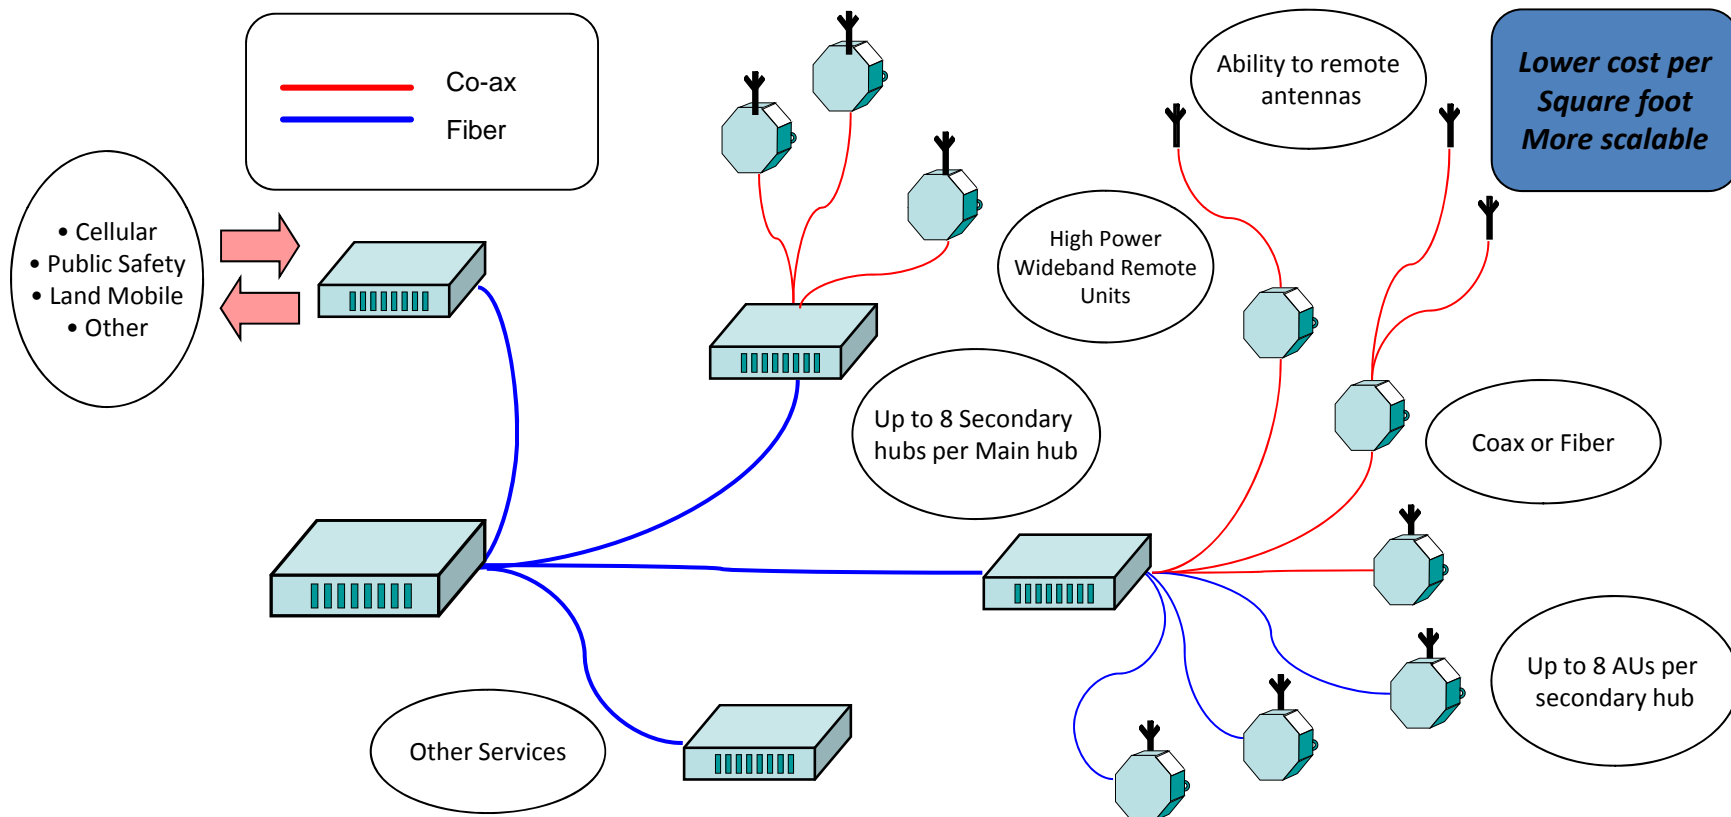 Co-ax
Fiber
• Cellular
• Public Safety
• Land Mobile
• Other
Ability to remote
antennas
Lower cost per
Square foot
More scalable
High Power
Wideband Remote
Units
Up to 8 Secondary
hubs per Main hub
Coax or Fiber
Up to 8 AUs per
secondary hub
Other Services